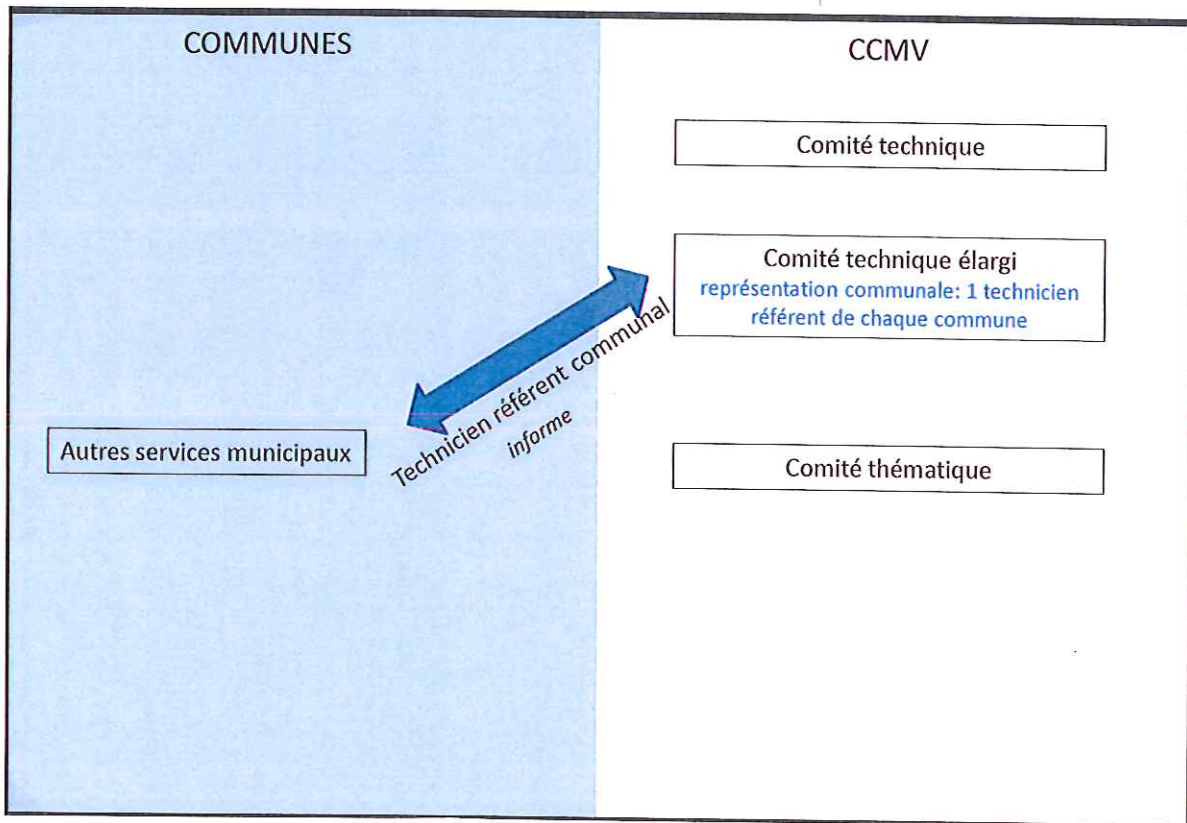 COMMUNES
CCMV
Comité technique
Comité technique élargi
représentation communale: 1 technicien
référent de chaque commune
Technicien référent communal
informe
Autres services municipaux
Comité thématique